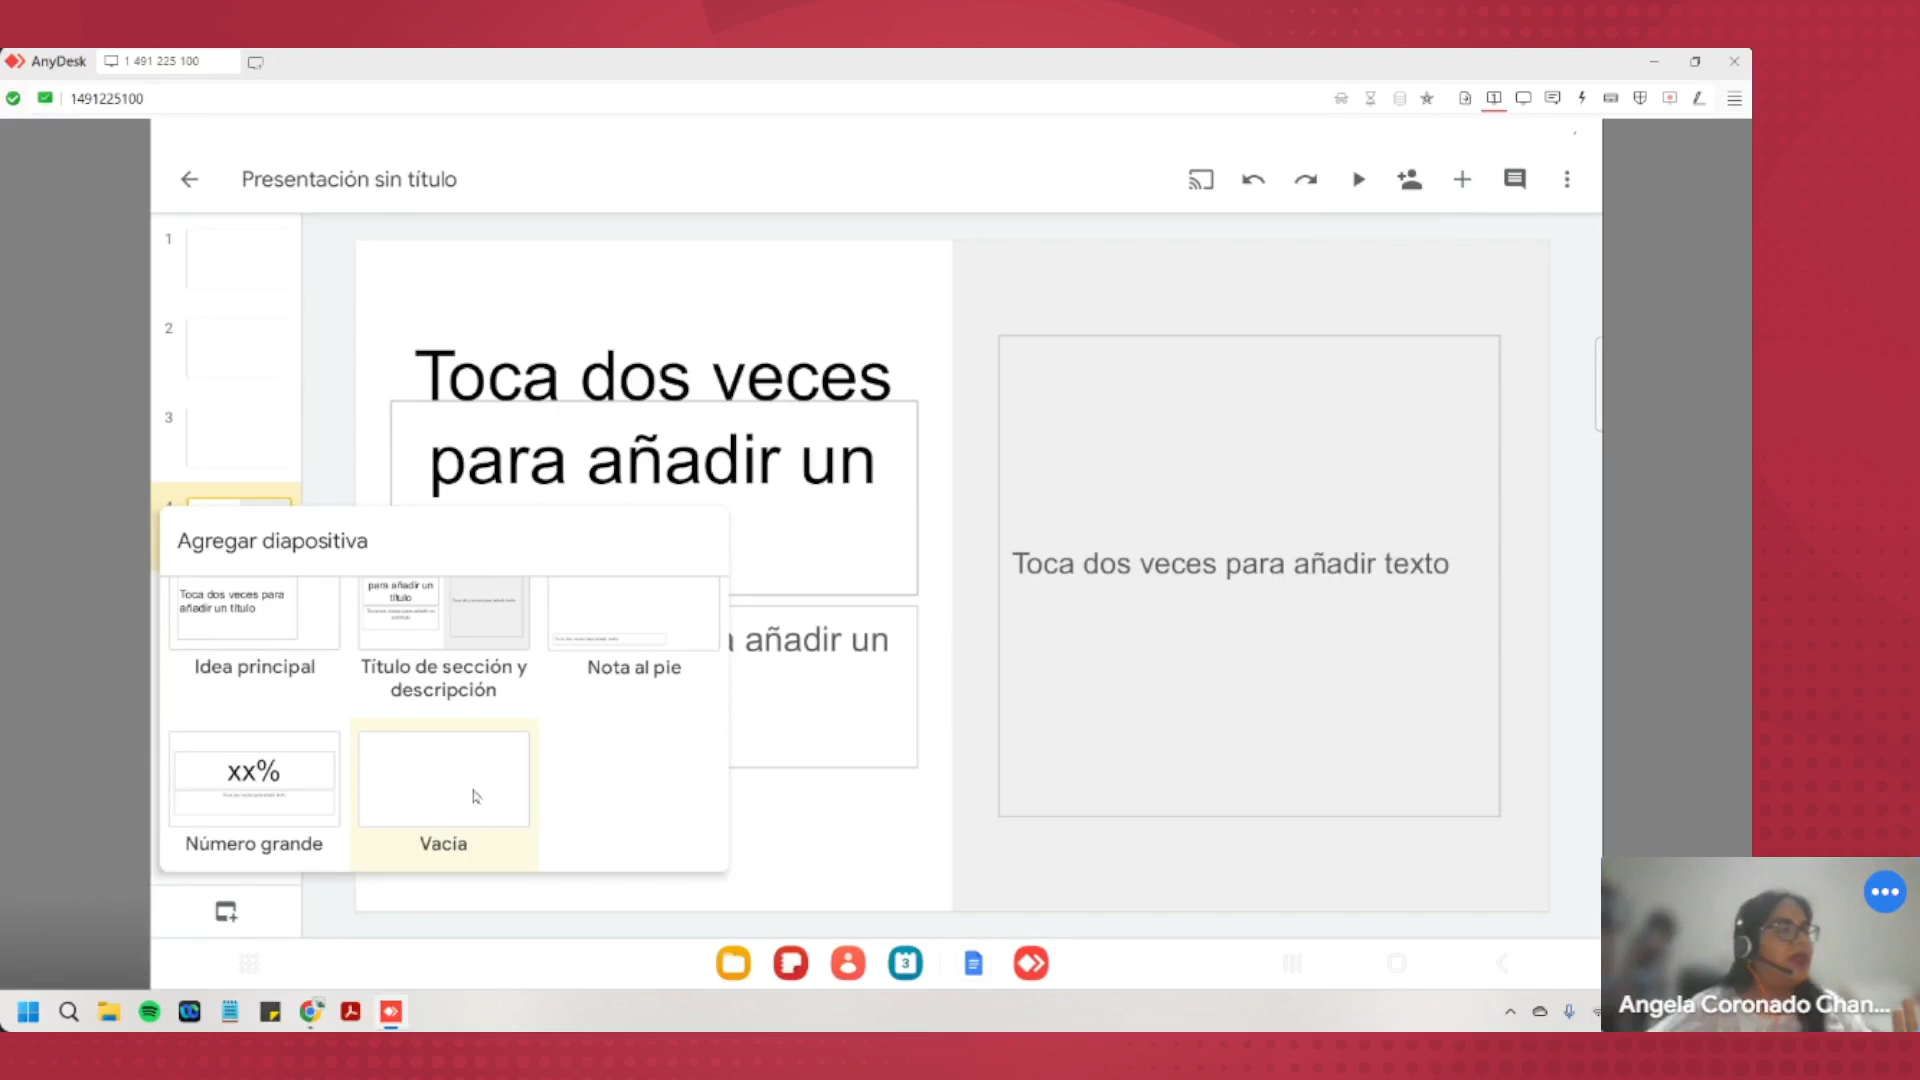 AnyDesk
1 491 225 100
1491225100
1
Presentación sin título
1
2
3
Toca dos veces
para añadir un
añadir un
Toca dos veces para añadir texto
Agregar diapositiva
Toca dos veces para
añadir un título
para añadir un
título
Idea principal
Título de sección y
descripción
Nota al pie
xx%
Número grande
Vacía
3
Angela Coronado Chan...